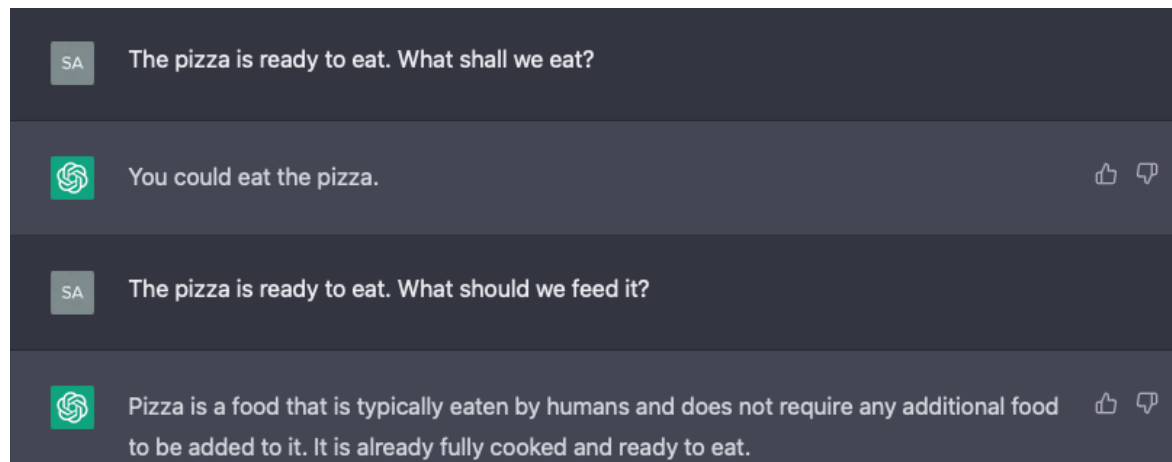 SA
The pizza is ready to eat. What shall we eat?
You could eat the pizza.
SA
The pizza is ready to eat. What should we feed it?
Pizza is a food that is typically eaten by humans and does not require any additional food
to be added to it. It is already fully cooked and ready to eat.